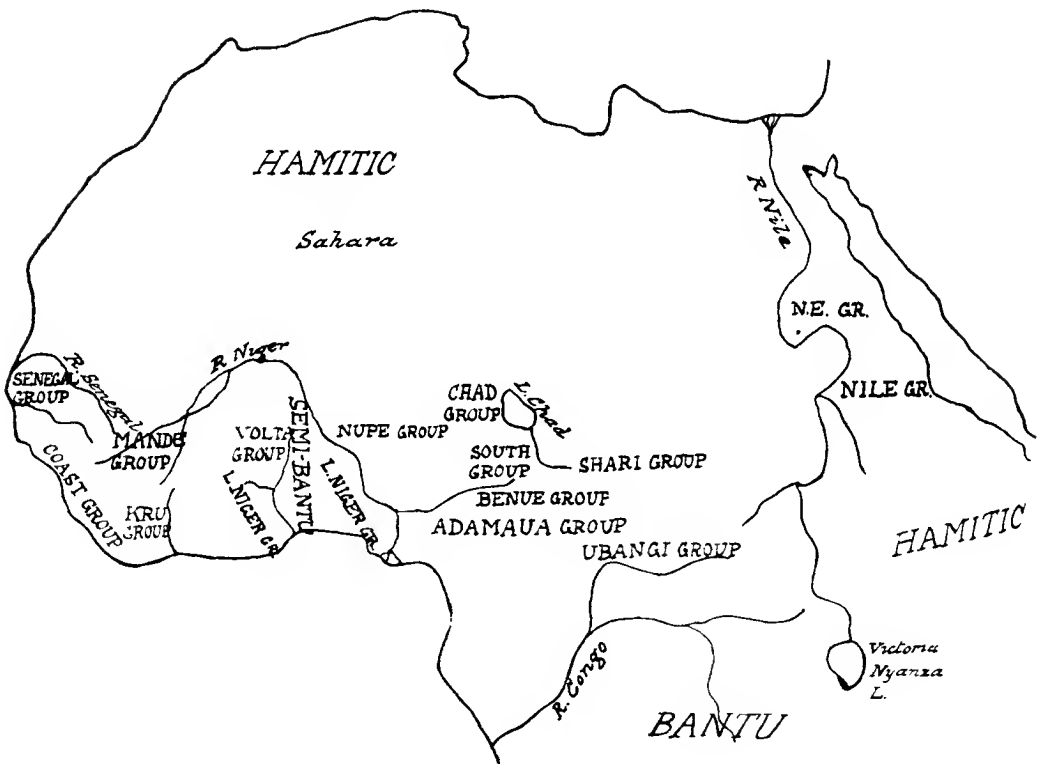 HAMITIC
Sahara
R Nile
N.E. GR.
R. Senegal
R Niger
SENEGAL
GROUP
NILE GR.
CHAD
GROUP
L. Chad
MANDE
GROUP
VOLTA
GROUP
SEMI-BANTU
NUPE GROUP
COAST GROUP
SOUTH
GROUP
SHARI GROUP
L. NIGER GR.
L. NIGER GR.
BENUE GROUP
KRU
GROUP
ADAMAUA GROUP
UBANGI GROUP
HAMITIC
Victoria
Nyanza
L.
R. Congo
BANTU